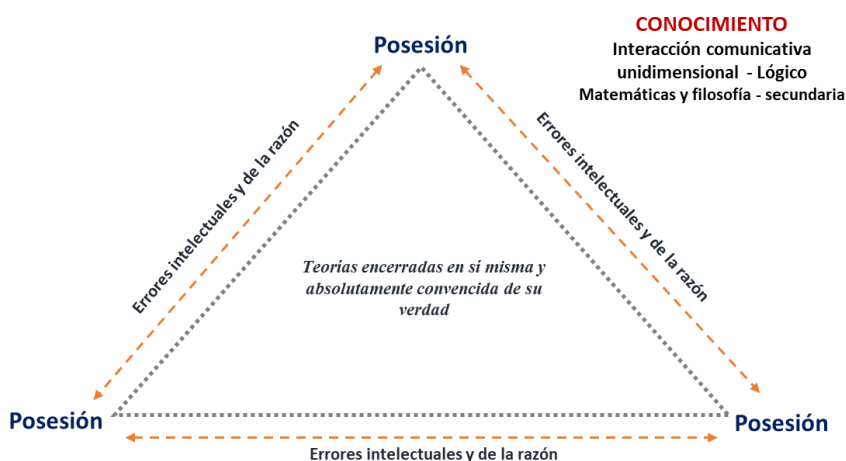 CONOCIMIENTO
Interacción comunicativa
unidimensional - Lógico
Matemáticas y filosofía - secundaria
Posesión
Errores intelectuales y de la razón
Errores intelectuales y de la razón
Teorías encerradas en sí misma y
absolutamente convencida de su
verdad
Posesión
Posesión
Errores intelectuales y de la razón